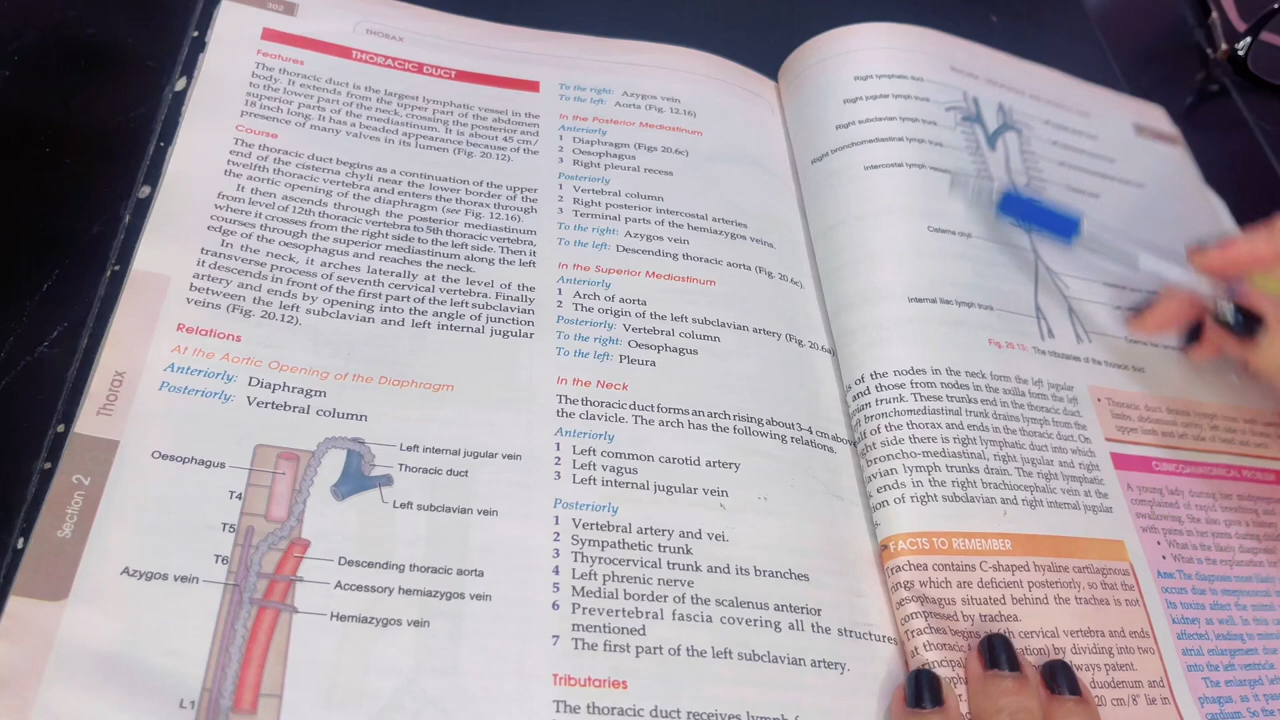 302
THORAX
THORACIC DUCT
Features
The thoracic duct is the largest lymphatic vessel in the
body. It extends from the upper part of the abdomen
to the lower part of the neck, crossing the posterior and
superior parts of the mediastinum. It is about 45 cm/
18 inch long. It has a beaded appearance because of the
presence of many valves in its lumen (Fig. 20.12).
Course
The thoracic duct begins as a continuation of the upper
end of the cisterna chyli near the lower border of the
twelfth thoracic vertebra and enters the thorax through
the aortic opening of the diaphragm (see Fig. 12.16).
It then ascends through the posterior mediastinum
from level of 12th thoracic vertebra to 5th thoracic vertebra,
where it crosses from the right side to the left side. Then it
courses through the superior mediastinum along the left
edge of the oesophagus and reaches the neck.
In the neck, it arches laterally at the level of the
transverse process of seventh cervical vertebra. Finally
it descends in front of the first part of the left subclavian
artery and ends by opening into the angle of junction
between the left subclavian and left internal jugular
veins (Fig. 20.12).
Relations
At the Aortic Opening of the Diaphragm
Anteriorly: Diaphragm
Posteriorly: Vertebral column
Oesophagus
T4
T5
T6
Azygos vein
L1
Left internal jugular vein
Thoracic duct
Left subclavian vein
Descending thoracic aorta
Accessory hemiazygos vein
Hemiazygos vein
Thorax
Section 2
To the right: Azygos vein
To the left: Aorta (Fig. 12.16)
In the Posterior Mediastinum
Anteriorly
1 Diaphragm (Figs 20.6c)
2 Oesophagus
3 Right pleural recess
Posteriorly
1 Vertebral column
2 Right posterior intercostal arteries
3 Terminal parts of the hemiazygos veins.
To the right: Azygos vein
To the left: Descending thoracic aorta (Fig. 20.6c).
In the Superior Mediastinum
Anteriorly
1 Arch of aorta
2 The origin of the left subclavian artery (Fig. 20.6a)
Posteriorly: Vertebral column
To the right: Oesophagus
To the left: Pleura
In the Neck
The thoracic duct forms an arch rising about 3–4 cm above
the clavicle. The arch has the following relations.
Anteriorly
1 Left common carotid artery
2 Left vagus
3 Left internal jugular vein
Posteriorly
1 Vertebral artery and vei.
2 Sympathetic trunk
3 Thyrocervical trunk and its branches
4 Left phrenic nerve
5 Medial border of the scalenus anterior
6 Prevertebral fascia covering all the structures
mentioned
7 The first part of the left subclavian artery.
Tributaries
The thoracic duct receives lymph
Right lymphatic duct
Right jugular lymph trunk
Right subclavian lymph trunk
Right bronchomediastinal lymph trunk
Intercostal lymph vessels
Cisterna chyli
Internal iliac lymph trunk
Fig. 20.13: The tributaries of the thoracic duct
of the nodes in the neck form the left jugular
and those from nodes in the axilla form the left
trunk. These trunks end in the thoracic duct.
bronchomediastinal trunk drains lymph from the
of the thorax and ends in the thoracic duct. On
side there is right lymphatic duct into which
broncho-mediastinal, right jugular and right
lymph trunks drain. The right lymphatic
ends in the right brachiocephalic vein at the
of right subclavian and right internal jugular
FACTS TO REMEMBER
Trachea contains C-shaped hyaline cartilaginous
rings which are deficient posteriorly, so that the
oesophagus situated behind the trachea is not
compressed by trachea.
Trachea begins at 6th cervical vertebra and ends
at thoracic by dividing into two
principal always patent.
duodenum and
20 cm/8" lie in
Thoracic duct drains lymph from both
limbs, abdominal cavity, left side of
upper limb and left side of head and
CLINICOANATOMICAL PROBLEM
A young lady during her
complained of rapid breathing and
swallowing. She also gave a history
with pains in her joints during
• What is the likely diagnosis
• What is the explanation for
Ans: The diagnosis most likely
occurs due to streptococcal
Its toxins affect the mitral
kidney as well. In this
affected, leading to mitral
atrial enlargement due
into the left ventricle.
The enlarged left
phagus, as it pass
cardium. So the